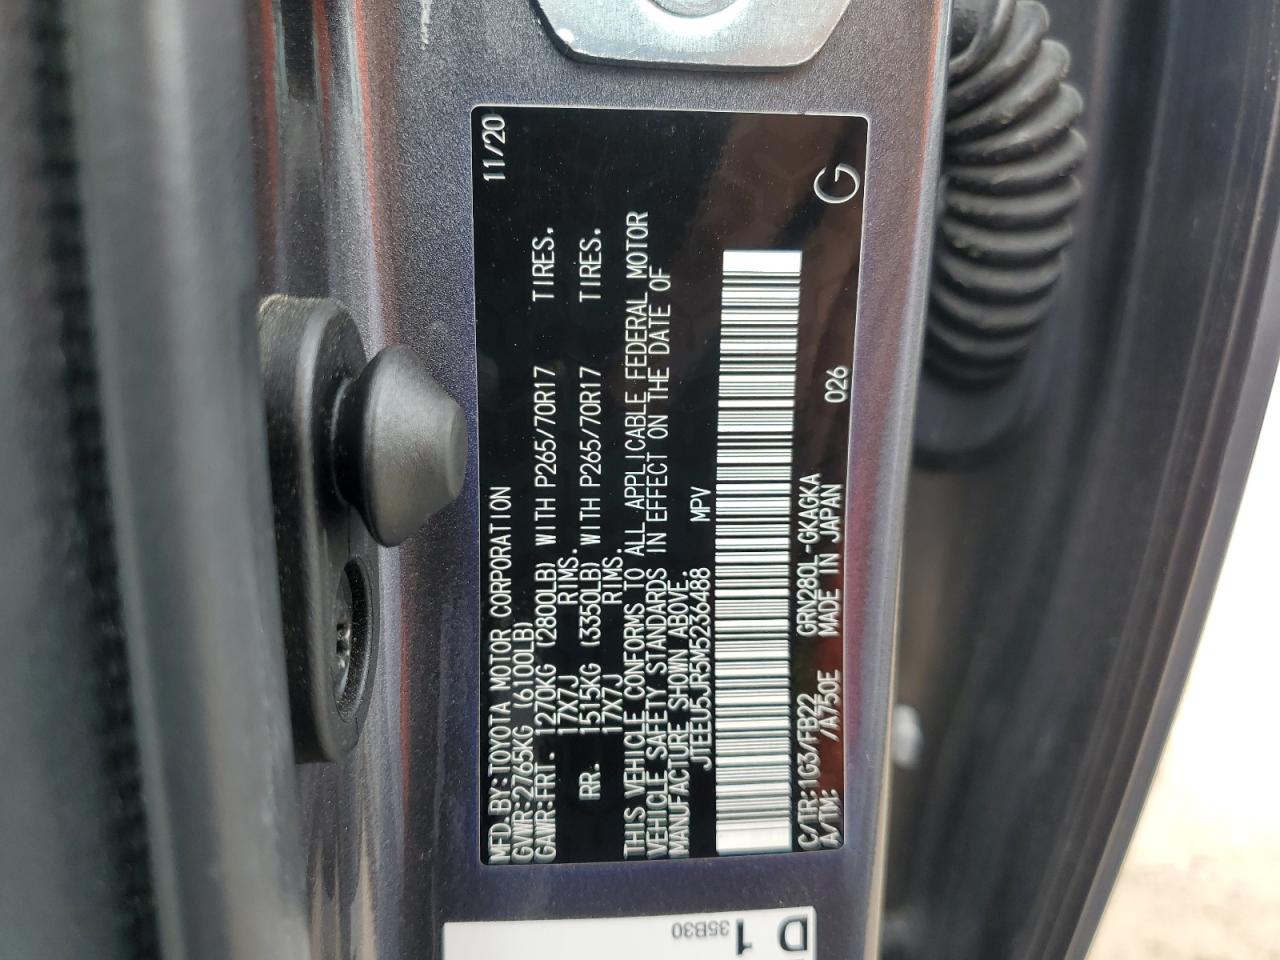 MFD.BY:TOYOTA MOTOR CORPORATION 11/20
GVWR:2765KG (6100LB)
GAWR:FRT. 1270KG (2800LB) WITH P265/70R17 TIRES.
17X7J RIMS.
RR. 1515KG (3350LB) WITH P265/70R17 TIRES.
17X7J RIMS.
THIS VEHICLE CONFORMS TO ALL APPLICABLE FEDERAL MOTOR
VEHICLE SAFETY STANDARDS IN EFFECT ON THE DATE OF
MANUFACTURE SHOWN ABOVE.
JTEEU5JR5M5236488 MPV
C/TR:1G3/FB22 GRN280L-GKAGKA
A/TM: /A750E MADE IN JAPAN 026
G
D
1
35B30